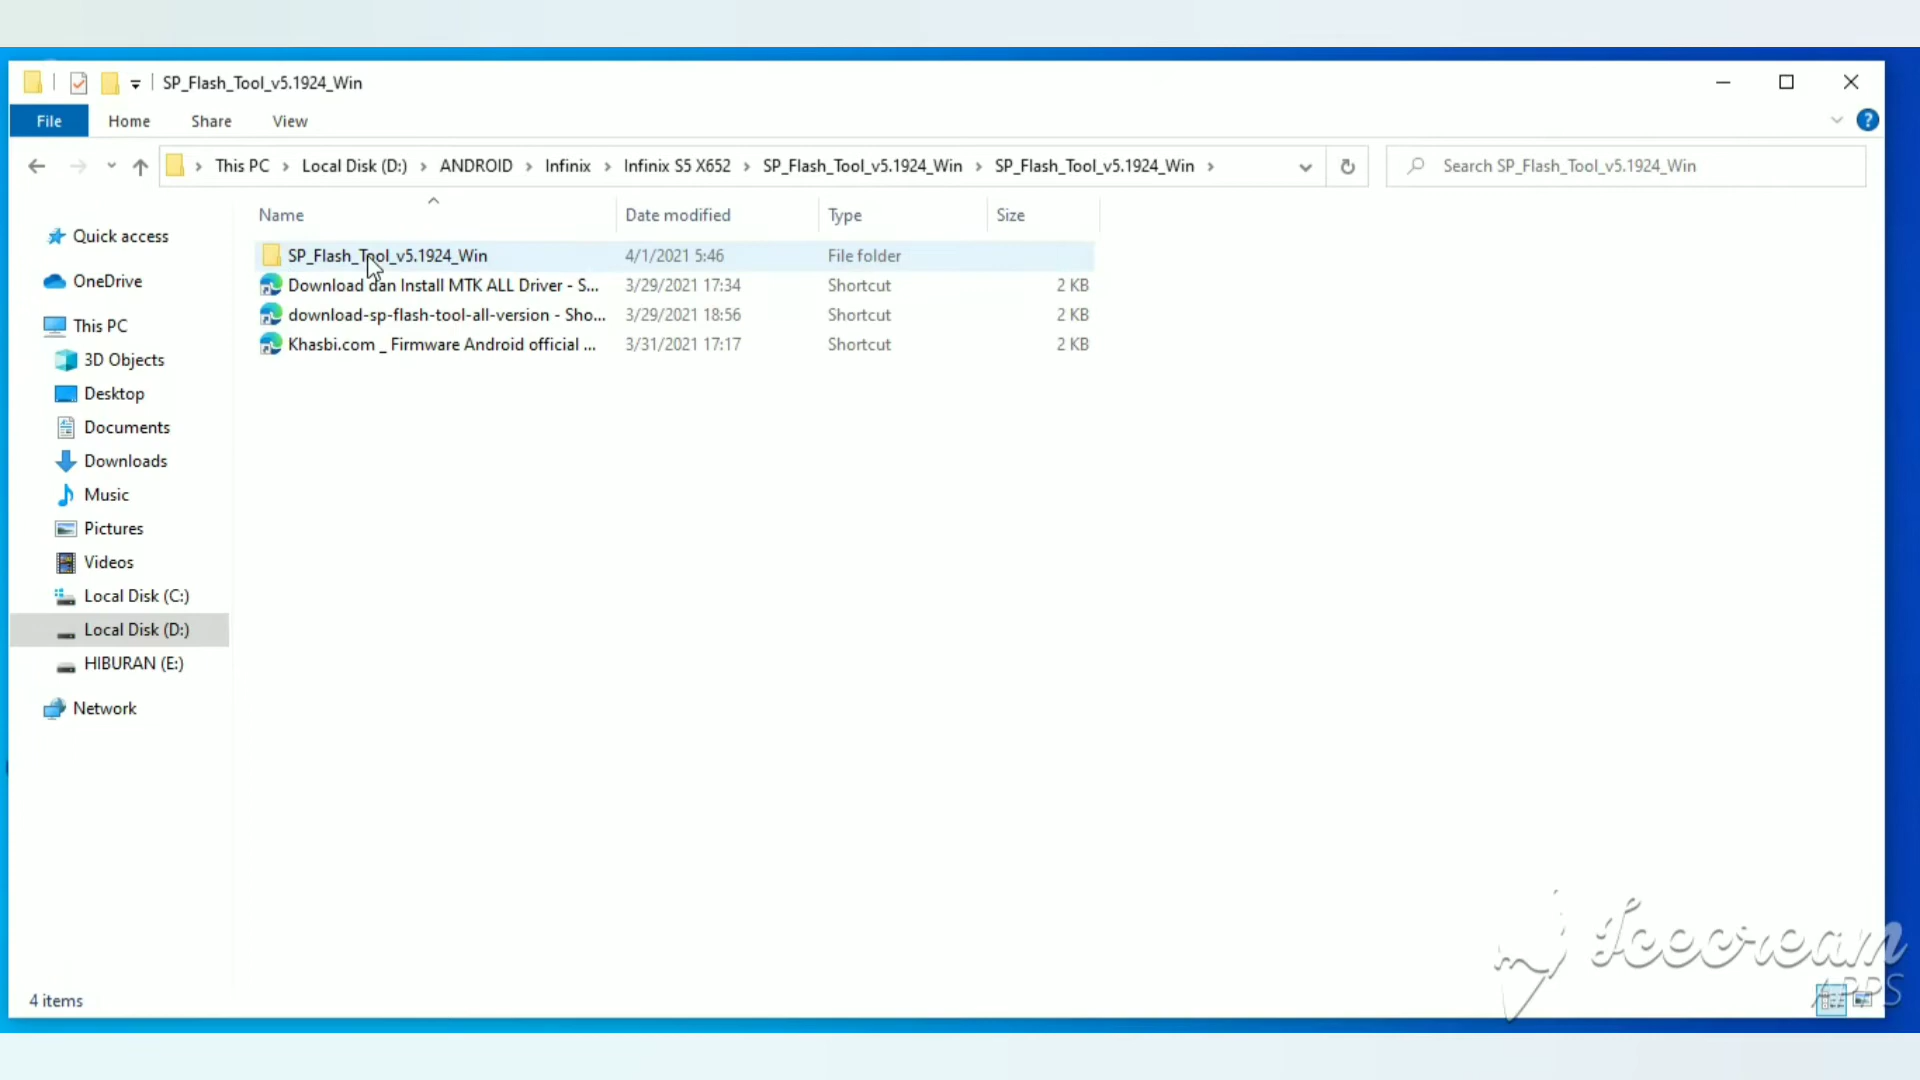 SP_Flash_Tool_v5.1924_Win
File Home Share View
This PC Local Disk (D:) ANDROID Infinix Infinix S5 X652 SP_Flash_Tool_v5.1924_Win SP_Flash_Tool_v5.1924_Win Search SP_Flash_Tool_v5.1924_Win
Name Date modified Type Size
SP_Flash_Tool_v5.1924_Win 4/1/2021 5:46 File folder
Download dan Install MTK ALL Driver - S... 3/29/2021 17:34 Shortcut 2 KB
download-sp-flash-tool-all-version - Sho... 3/29/2021 18:56 Shortcut 2 KB
Khasbi.com _ Firmware Android official ... 3/31/2021 17:17 Shortcut 2 KB
Quick access
OneDrive
This PC
3D Objects
Desktop
Documents
Downloads
Music
Pictures
Videos
Local Disk (C:)
Local Disk (D:)
HIBURAN (E:)
Network
4 items
Icecream
APPS